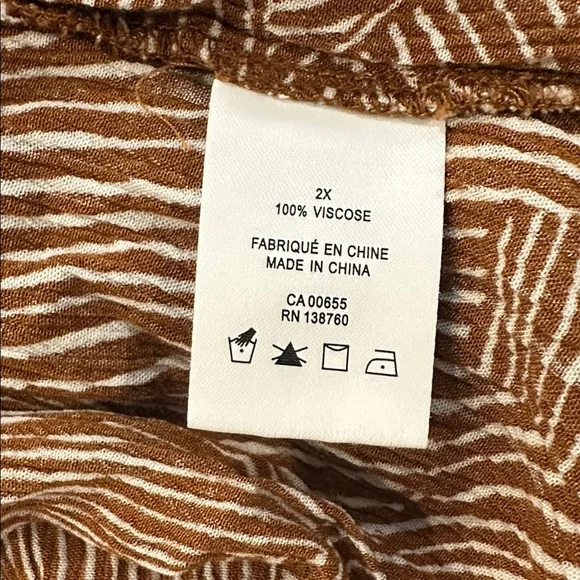 2X
100% VISCOSE
FABRIQUÉ EN CHINE
MADE IN CHINA
CA 00655
RN 138760